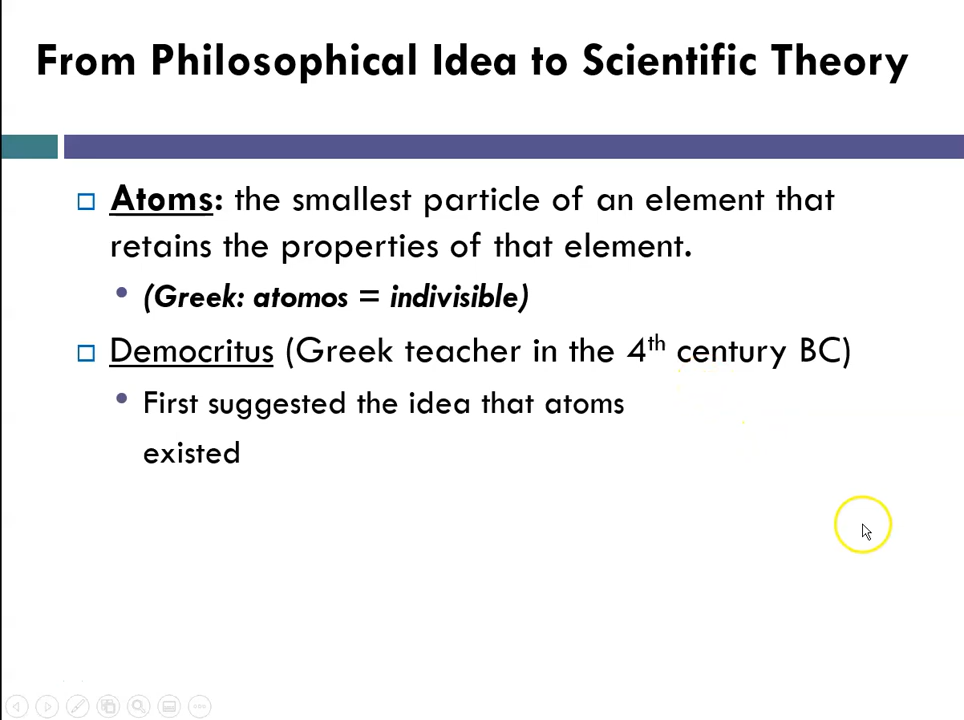 From Philosophical Idea to Scientific Theory
Atoms: the smallest particle of an element that
retains the properties of that element.
(Greek: atomos = indivisible)
Democritus (Greek teacher in the 4th century BC)
First suggested the idea that atoms
existed